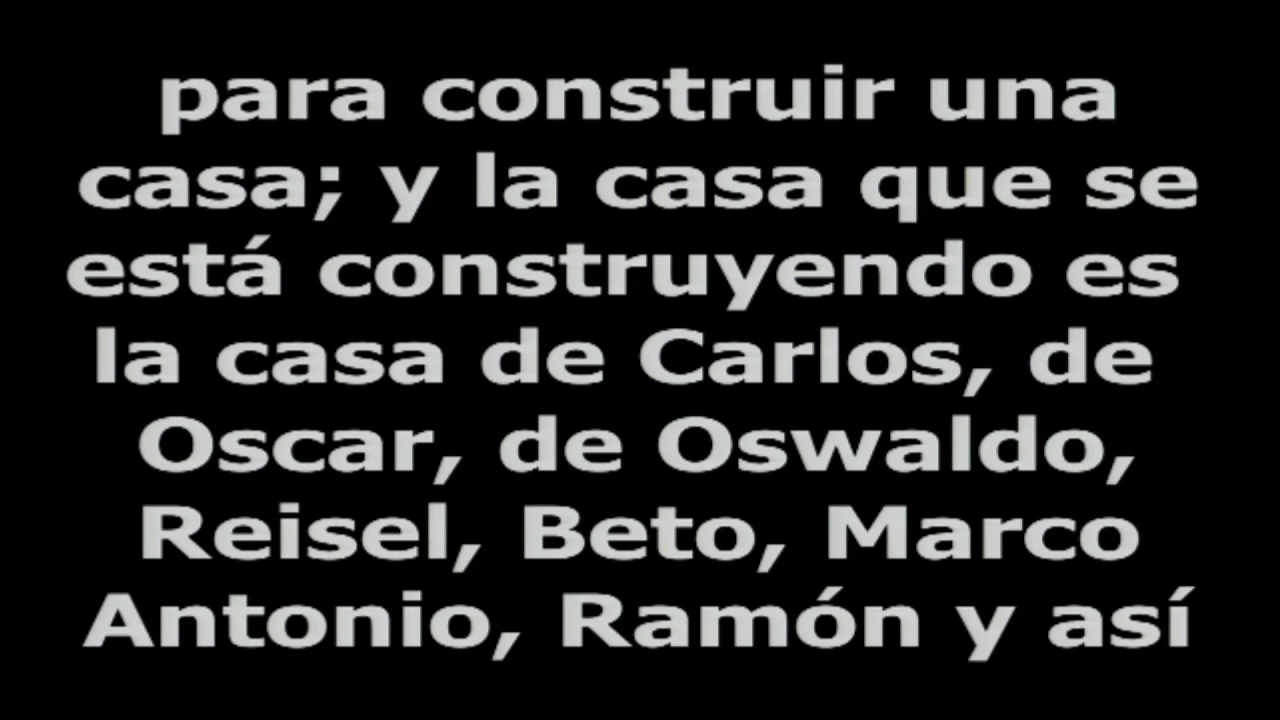 para construir una
casa; y la casa que se
está construyendo es
la casa de Carlos, de
Oscar, de Oswaldo,
Reisel, Beto, Marco
Antonio, Ramón y así